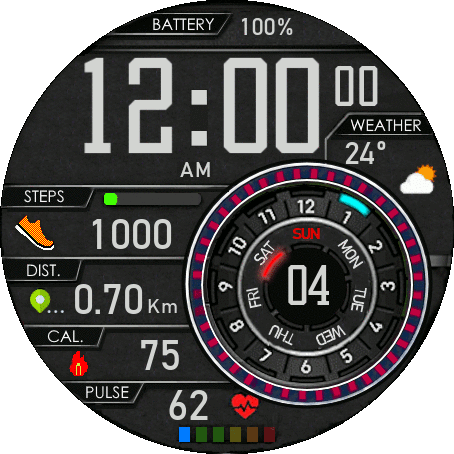 BATTERY 100%
12:00 00
AM
WEATHER
24°
STEPS
1000
DIST.
... 0.70 Km
CAL.
75
PULSE
62
12
1
2
3
4
5
6
7
8
9
10
11
SUN
MON
TUE
WED
THU
FRI
SAT
04